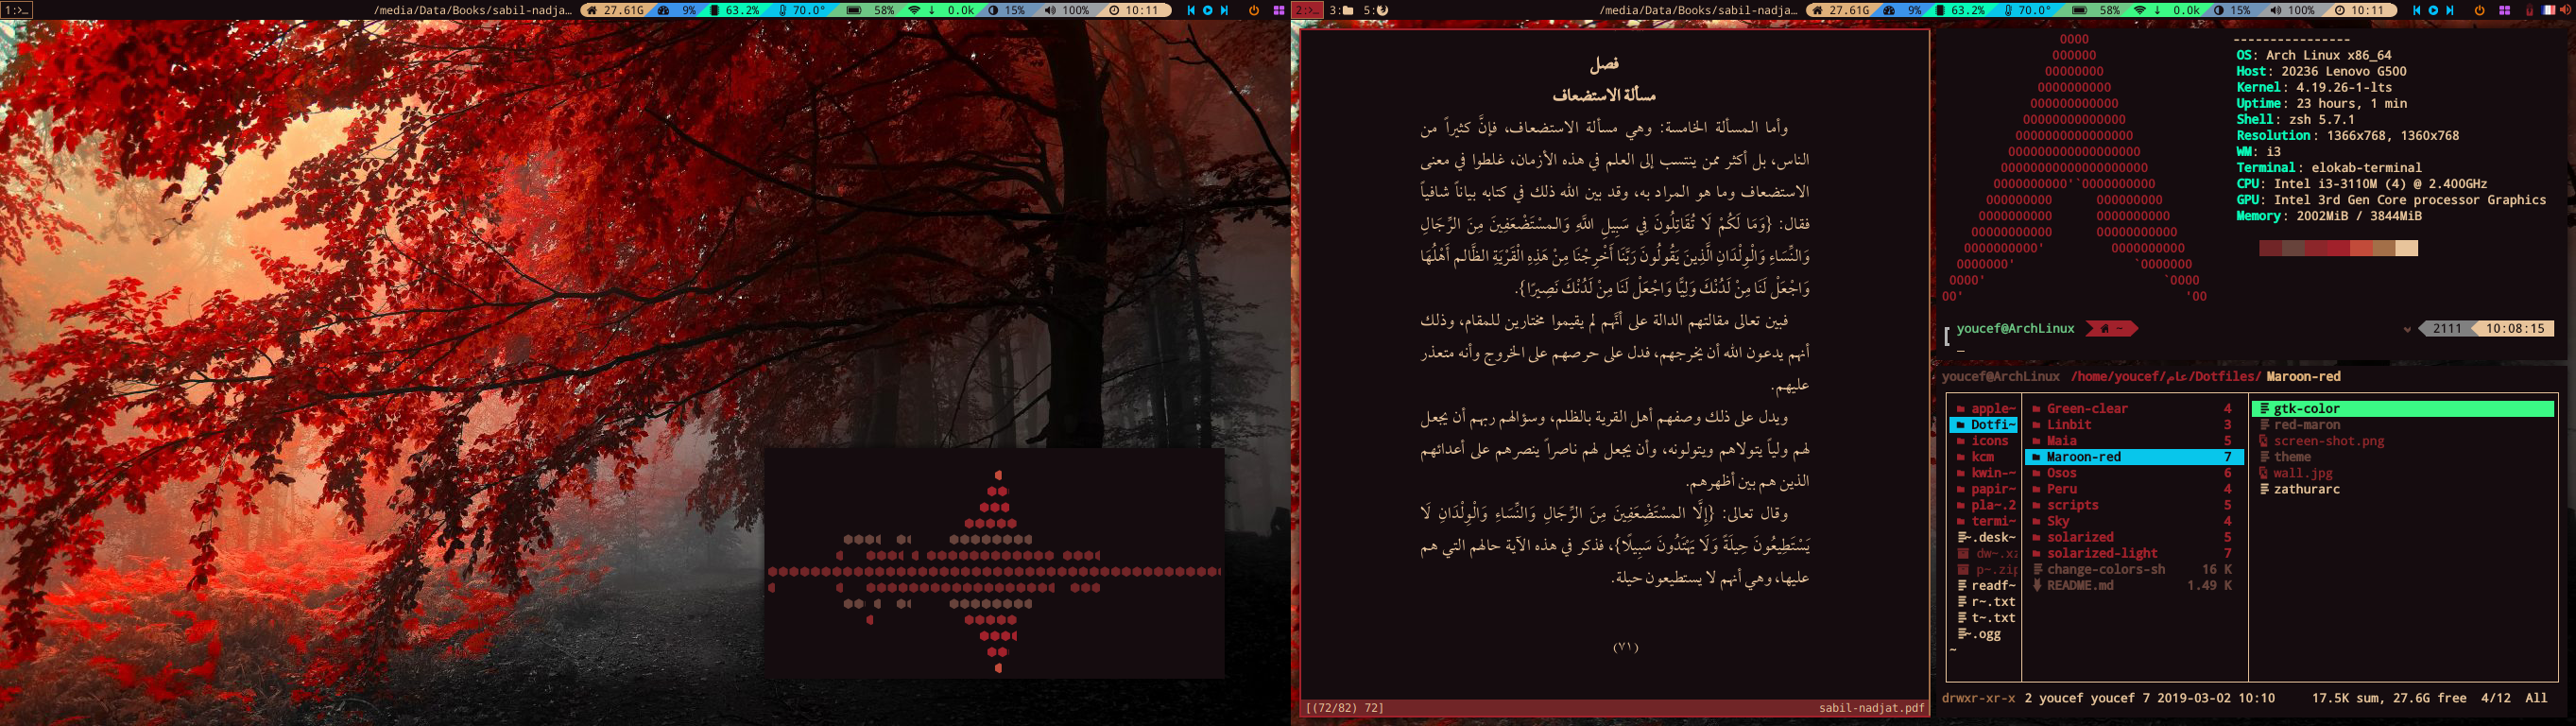 1:
/media/Data/Books/sabil-nadja…
27.61G
9%
63.2%
70.0°
58%
0.0k
15%
100%
10:11
2:
3:
5:
/media/Data/Books/sabil-nadja…
27.61G
9%
63.2%
70.0°
58%
0.0k
15%
100%
10:11
فصل
مسألة الاستضعاف
وأما المسألة الخامسة: وهي مسألة الاستضعاف، فإنَّ كثيراً من
الناس، بل أكثر ممن ينتسب إلى العلم في هذه الأزمان، غلطوا في معنى
الاستضعاف وما هو المراد به، وقد بين الله ذلك في كتابه بياناً شافياً
فقال: {وَمَا لَكُمْ لَا تُقَاتِلُونَ فِي سَبِيلِ اللَّهِ وَالمسْتَضْعَفِينَ مِنَ الرِّجَالِ
وَالنِّسَاءِ وَالْوِلْدَانِ الَّذِينَ يَقُولُونَ رَبَّنَا أَخْرِجْنَا مِنْ هَذِهِ الْقَرْيَةِ الظَّالم أَهْلُهَا
وَاجْعَلْ لَنَا مِنْ لَدُنْكَ وَلِيًّا وَاجْعَلْ لَنَا مِنْ لَدُنْكَ نَصِيرًا}.
فبين تعالى مقالتهم الدالة على أنَّهم لم يقيموا مختارين للمقام، وذلك
أنهم يدعون الله أن يخرجهم، فدل على حرصهم على الخروج وأنه متعذر
عليهم.
ويدل على ذلك وصفهم أهل القرية بالظلم، وسؤالهم ربهم أن يجعل
لهم ولياً يتولاهم ويتولونه، وأن يجعل لهم ناصراً ينصرهم على أعدائهم
الذين هم بين أظهرهم.
وقال تعالى: {إِلَّا المسْتَضْعَفِينَ مِنَ الرِّجَالِ وَالنِّسَاءِ وَالْوِلْدَانِ لَا
يَسْتَطِيعُونَ حِيلَةً وَلَا يَهْتَدُونَ سَبِيلًا}، فذكر في هذه الآية حالهم التي هم
عليها، وهي أنهم لا يستطيعون حيلة.
(٧١)
[(72/82) 72]
sabil-nadjat.pdf
----------------
OS: Arch Linux x86_64
Host: 20236 Lenovo G500
Kernel: 4.19.26-1-lts
Uptime: 23 hours, 1 min
Shell: zsh 5.7.1
Resolution: 1366x768, 1360x768
WM: i3
Terminal: elokab-terminal
CPU: Intel i3-3110M (4) @ 2.400GHz
GPU: Intel 3rd Gen Core processor Graphics
Memory: 2002MiB / 3844MiB
youcef@ArchLinux ~
2111
10:08:15
youcef@ArchLinux /home/youcef/عام/Dotfiles/Maroon-red
apple~
Dotfi~
icons
kcm
kwin-~
papir~
pla~.2
termi~
~.desk~
dw~.xz
p~.zip
readf~
r~.txt
t~.txt
~.ogg
~
Green-clear 4
Linbit 3
Maia 5
Maroon-red 7
Osos 6
Peru 4
scripts 5
Sky 4
solarized 5
solarized-light 7
change-colors-sh 16 K
README.md 1.49 K
gtk-color
red-maron
screen-shot.png
theme
wall.jpg
zathurarc
drwxr-xr-x 2 youcef youcef 7 2019-03-02 10:10
17.5K sum, 27.6G free 4/12 All